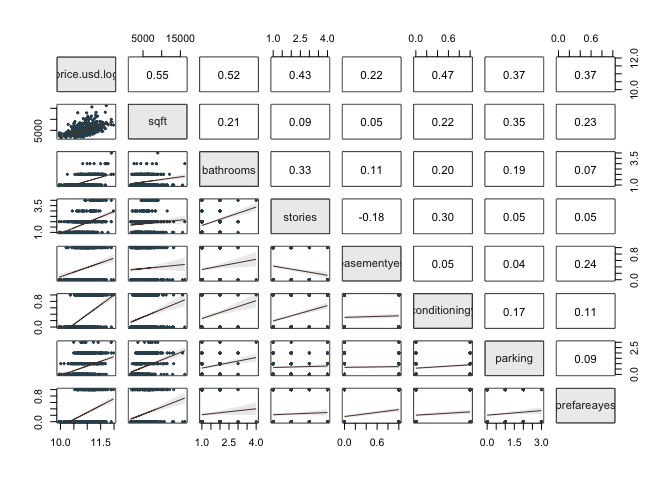 5000 15000 1.0 2.5 4.0 0.0 0.6 0.0 0.6
price.usd.log 0.55 0.52 0.43 0.22 0.47 0.37 0.37 10.0 12.0
5000 sqft 0.21 0.09 0.05 0.22 0.35 0.23
bathrooms 0.33 0.11 0.20 0.19 0.07 1.0 3.5
1.0 3.5 stories -0.18 0.30 0.05 0.05
basementyes 0.05 0.04 0.24 0.0 0.8
0.0 0.8 conditioningy 0.17 0.11
parking 0.09 0.0 2.5
0.0 0.8 prefareayes
10.0 11.5 1.0 2.5 4.0 0.0 0.6 0.0 1.5 3.0